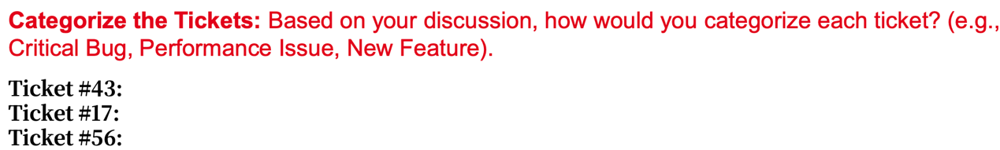 Categorize the Tickets: Based on your discussion, how would you categorize each ticket? (e.g.,
Critical Bug, Performance Issue, New Feature).
Ticket #43:
Ticket #17:
Ticket #56: